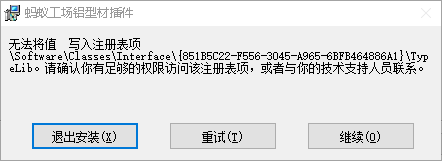 蚂蚁工场铝型材插件
无法将值　写入注册表项
\Software\Classes\Interface\{851B5C22-F556-3045-A965-6BFB464886A1}\Typ
eLib。请确认你有足够的权限访问该注册表项，或者与你的技术支持人员联系。
退出安装(X)
重试(T)
继续(O)